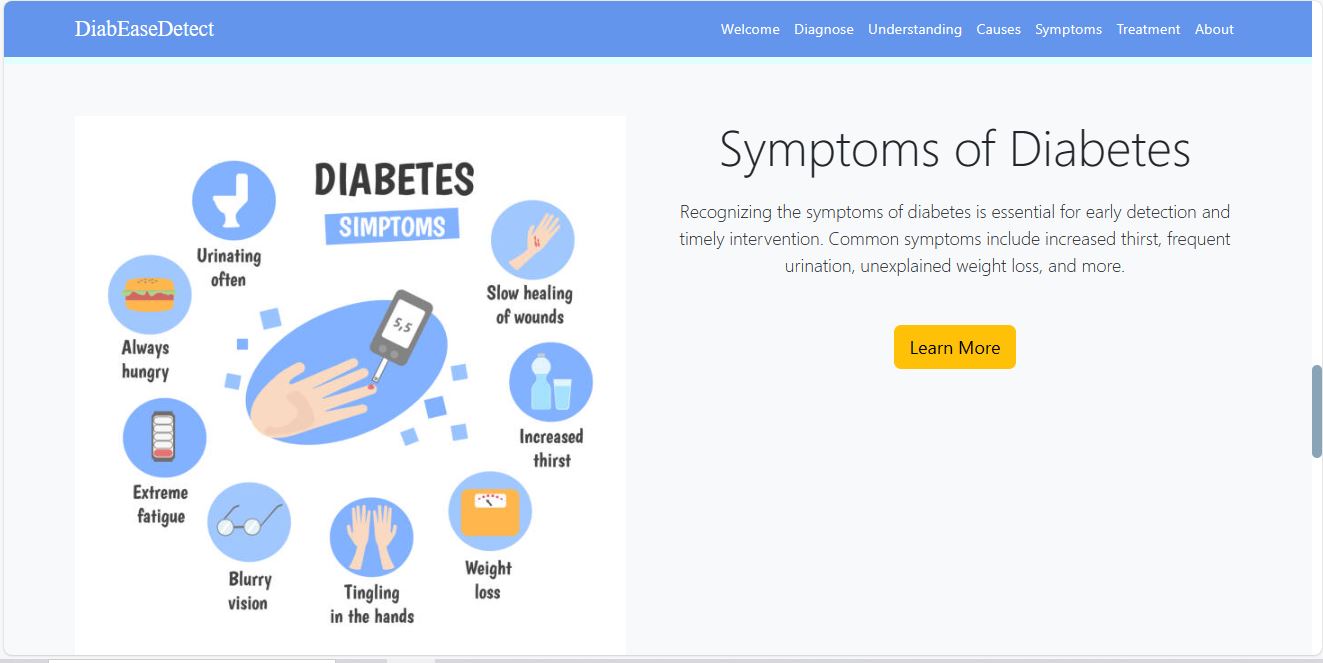 DiabEaseDetect
Welcome Diagnose Understanding Causes Symptoms Treatment About
DIABETES
SIMPTOMS
Urinating
often
Slow healing
of wounds
Always
hungry
5,5
Increased
thirst
Extreme
fatigue
Blurry
vision
Tingling
in the hands
Weight
loss
Symptoms of Diabetes
Recognizing the symptoms of diabetes is essential for early detection and
timely intervention. Common symptoms include increased thirst, frequent
urination, unexplained weight loss, and more.
Learn More